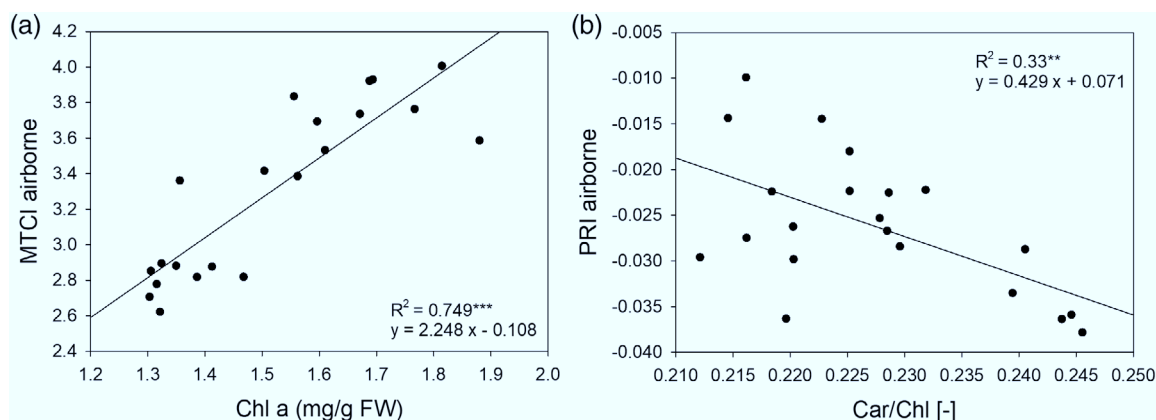 (a)
4.2
4.0
3.8
3.6
3.4
3.2
3.0
2.8
2.6
2.4
MTCI airborne
R² = 0.749***
y = 2.248 x - 0.108
1.2 1.3 1.4 1.5 1.6 1.7 1.8 1.9 2.0
Chl a (mg/g FW)
(b)
-0.005
-0.010
-0.015
-0.020
-0.025
-0.030
-0.035
-0.040
PRI airborne
R² = 0.33**
y = 0.429 x + 0.071
0.210 0.215 0.220 0.225 0.230 0.235 0.240 0.245 0.250
Car/Chl [-]